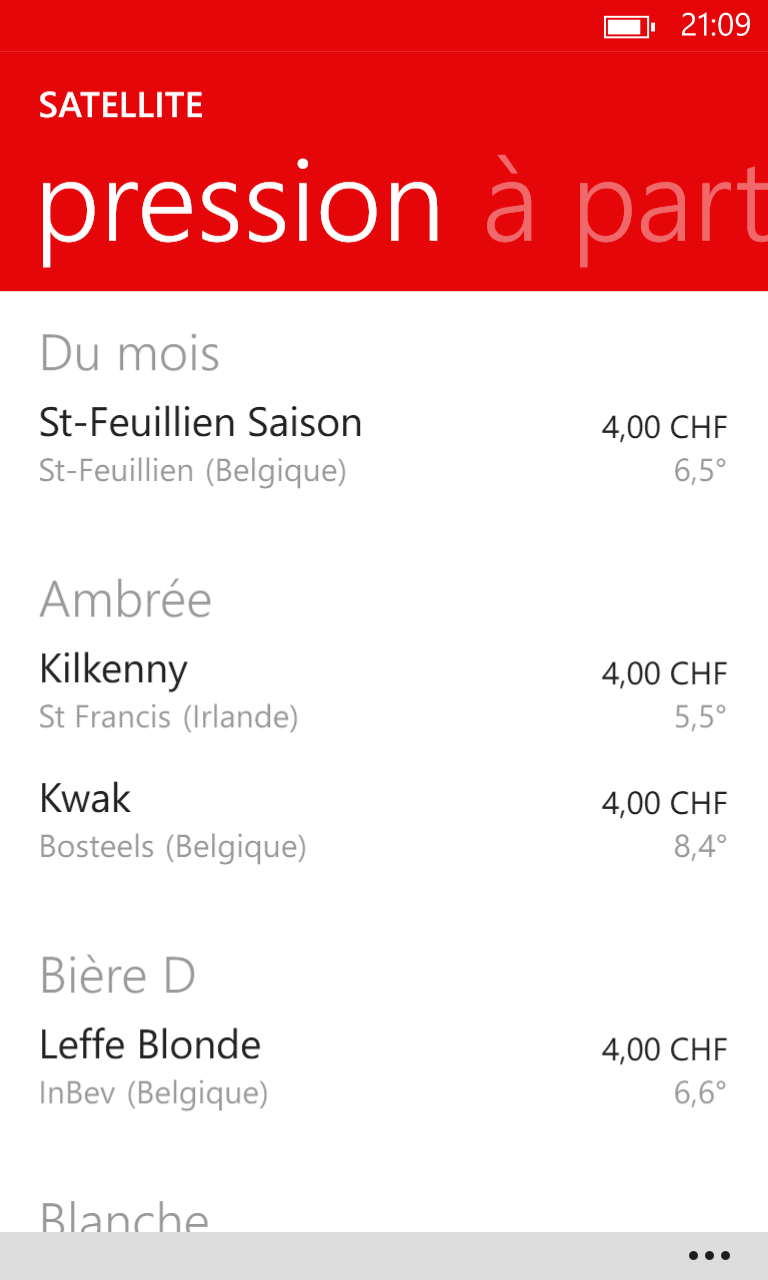 21:09
SATELLITE
pression à part
Du mois
St-Feuillien Saison 4,00 CHF
St-Feuillien (Belgique) 6,5°
Ambrée
Kilkenny 4,00 CHF
St Francis (Irlande) 5,5°
Kwak 4,00 CHF
Bosteels (Belgique) 8,4°
Bière D
Leffe Blonde 4,00 CHF
InBev (Belgique) 6,6°
Blanche